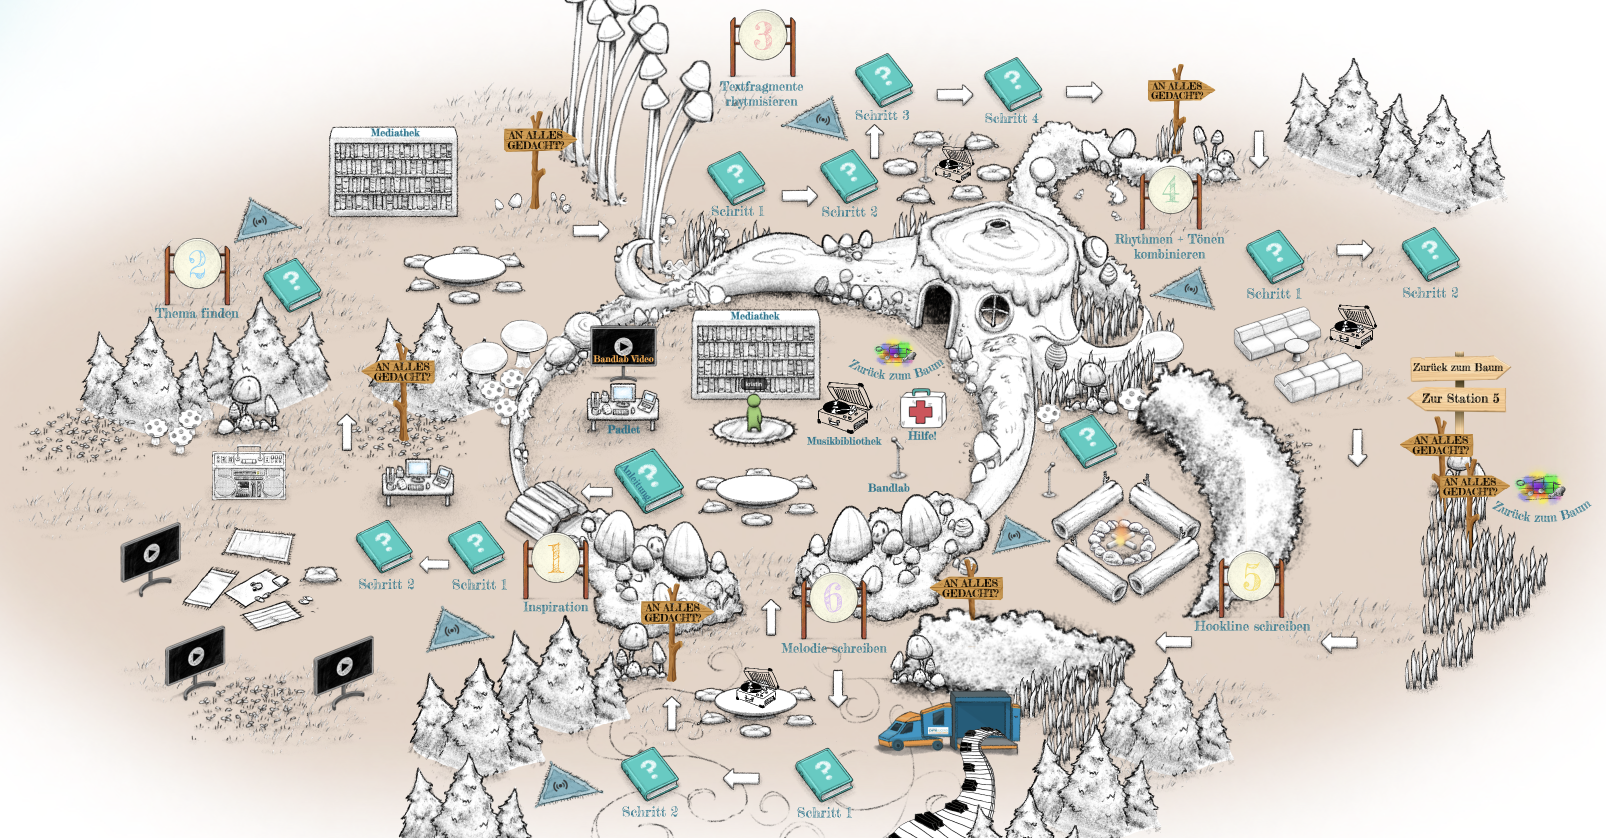 3
Textfragmente
rhytmisieren
Schritt 3
Schritt 4
AN ALLES
GEDACHT?
Mediathek
AN ALLES
GEDACHT?
Schritt 1
Schritt 2
4
Rhythmen + Tönen
kombinieren
2
Thema finden
Schritt 1
Schritt 2
Mediathek
Bandlab Video
Zurück zum Baum
AN ALLES
GEDACHT?
Padlet
Musikbibliothek
Hilfe!
Zurück zum Baum
Zur Station 5
AN ALLES
GEDACHT?
AN ALLES
GEDACHT?
Zurück zum Baum
Anleitung
Bandlab
Schritt 2
Schritt 1
1
Inspiration
AN ALLES
GEDACHT?
6
Melodie schreiben
AN ALLES
GEDACHT?
5
Hookline schreiben
Schritt 2
Schritt 1